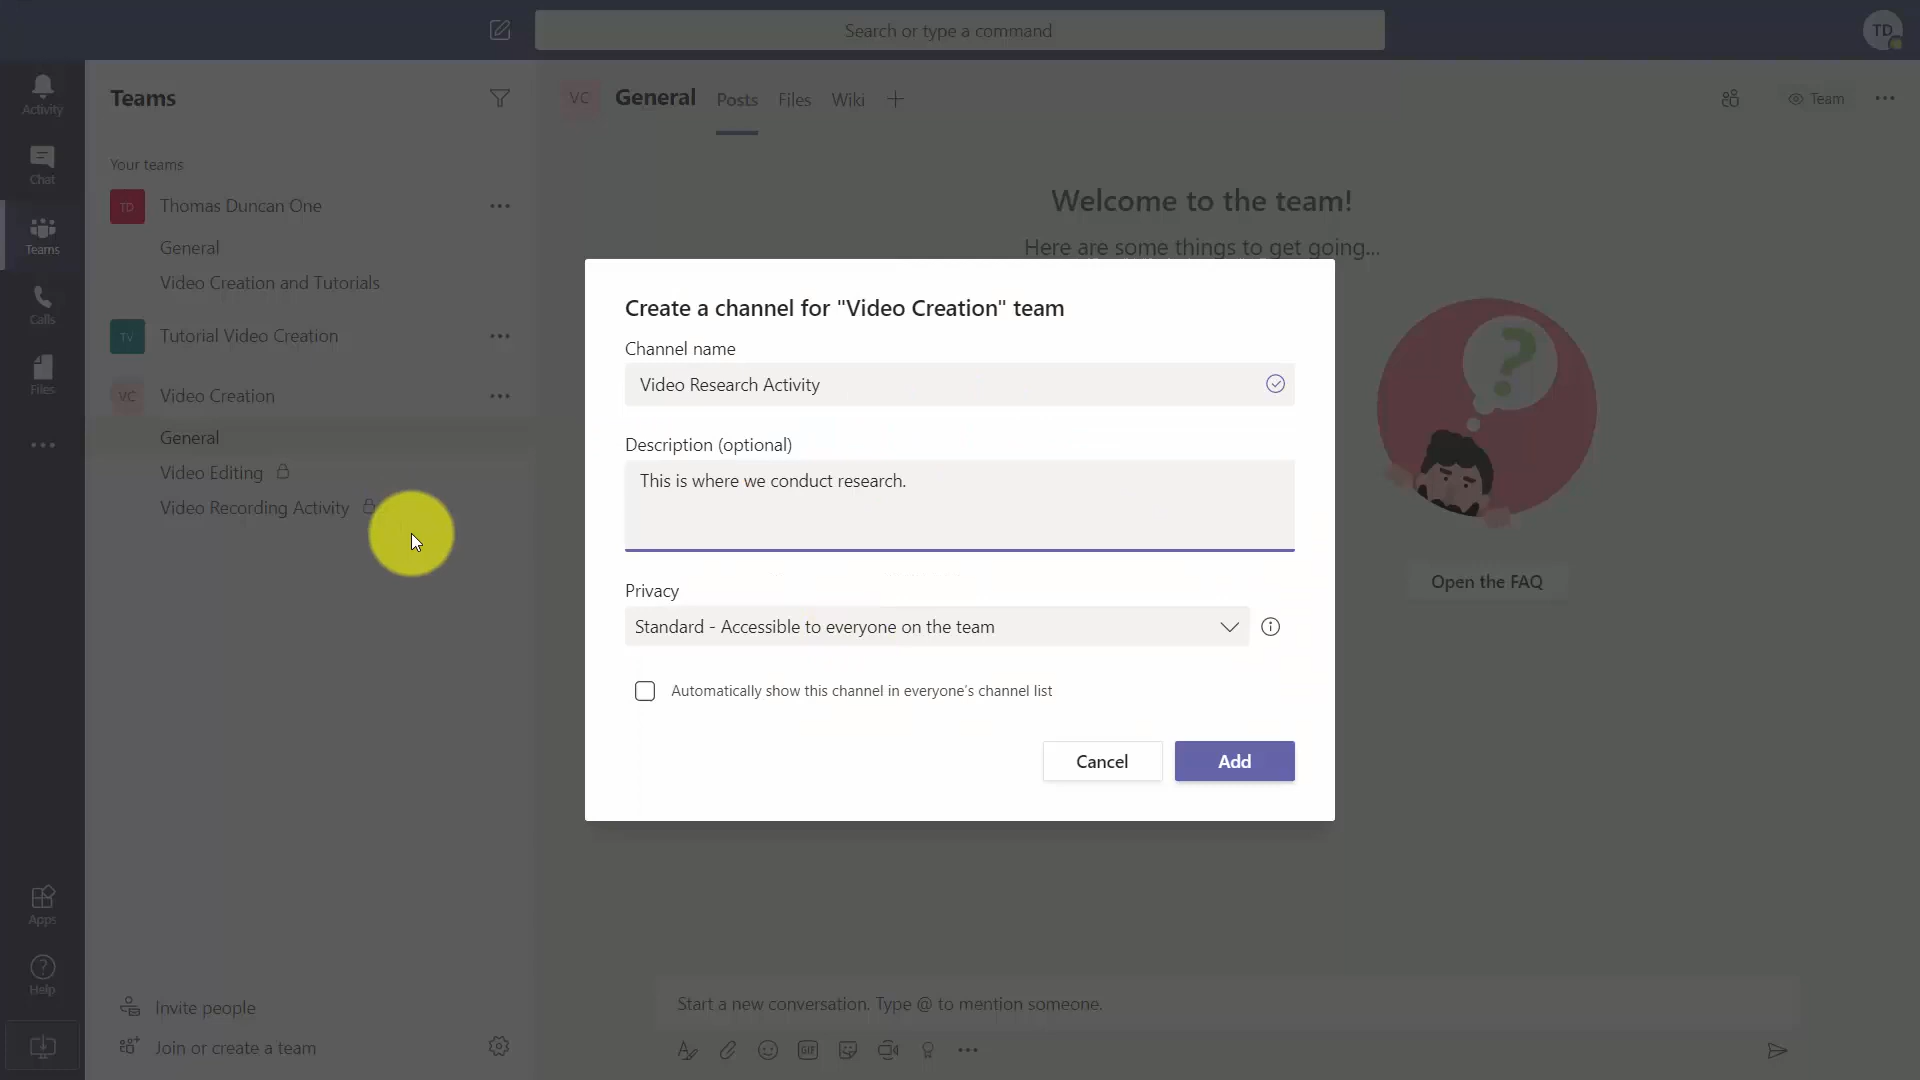 Search or type a command
TD
Activity
Chat
Teams
Calls
Files
Apps
Help
Teams
Your teams
TD Thomas Duncan One
General
Video Creation and Tutorials
TV Tutorial Video Creation
VC Video Creation
General
Video Editing
Video Recording Activity
Invite people
Join or create a team
VC General Posts Files Wiki
Team
Welcome to the team!
Here are some things to get going...
Create a channel for "Video Creation" team
Channel name
Video Research Activity
Description (optional)
This is where we conduct research.
Privacy
Standard - Accessible to everyone on the team
Automatically show this channel in everyone's channel list
Cancel Add
Open the FAQ
Start a new conversation. Type @ to mention someone.
GIF